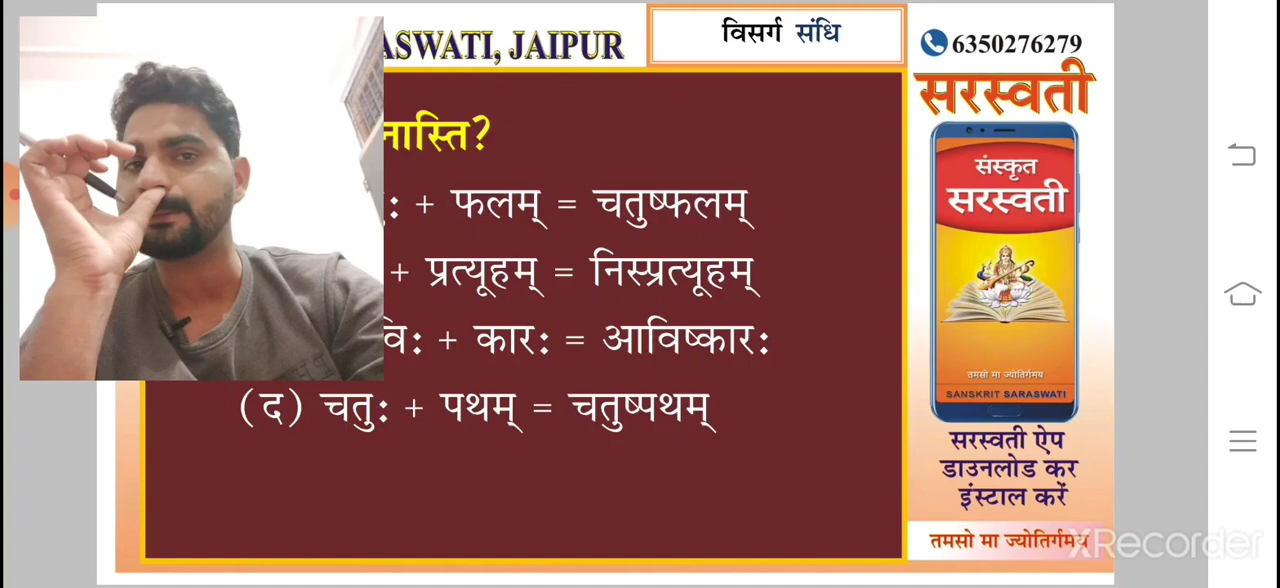 ASWATI, JAIPUR
विसर्ग संधि
6350276279
सरस्वती
नास्ति?
+ फलम् = चतुष्फलम्
+ प्रत्यूहम् = निस्प्रत्यूहम्
विः + कारः = आविष्कारः
(द) चतुः + पथम् = चतुष्पथम्
संस्कृत
सरस्वती
तमसो मा ज्योतिर्गमय
SANSKRIT SARASWATI
सरस्वती ऐप
डाउनलोड कर
इंस्टाल करें
तमसो मा ज्योतिर्गमय
XRecorder